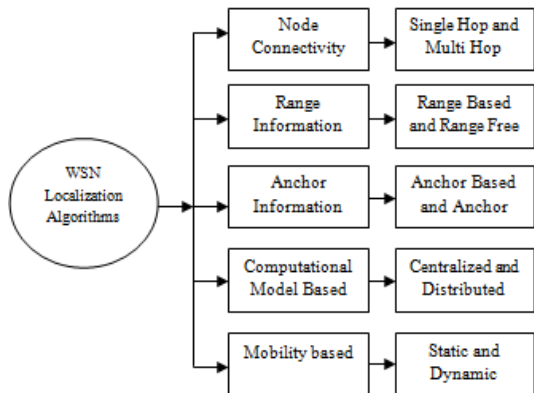 WSN
Localization
Algorithms
Node
Connectivity
Single Hop and
Multi Hop
Range
Information
Range Based
and Range Free
Anchor
Information
Anchor Based
and Anchor
Computational
Model Based
Centralized and
Distributed
Mobility based
Static and
Dynamic